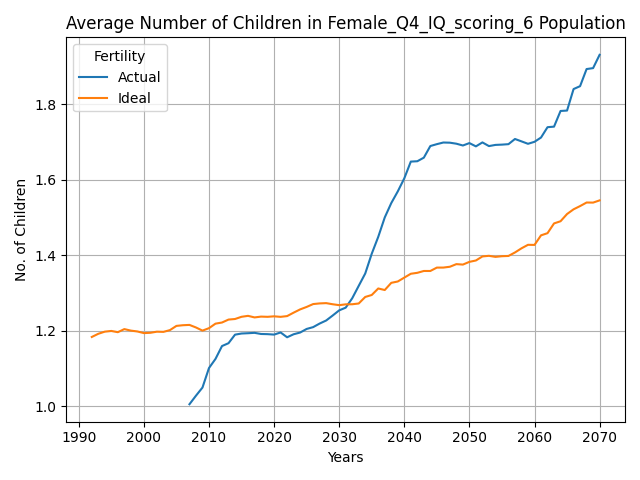 Average Number of Children in Female_Q4_IQ_scoring_6 Population
Fertility
Actual
Ideal
No. of Children
1.8
1.6
1.4
1.2
1.0
1990 2000 2010 2020 2030 2040 2050 2060 2070
Years